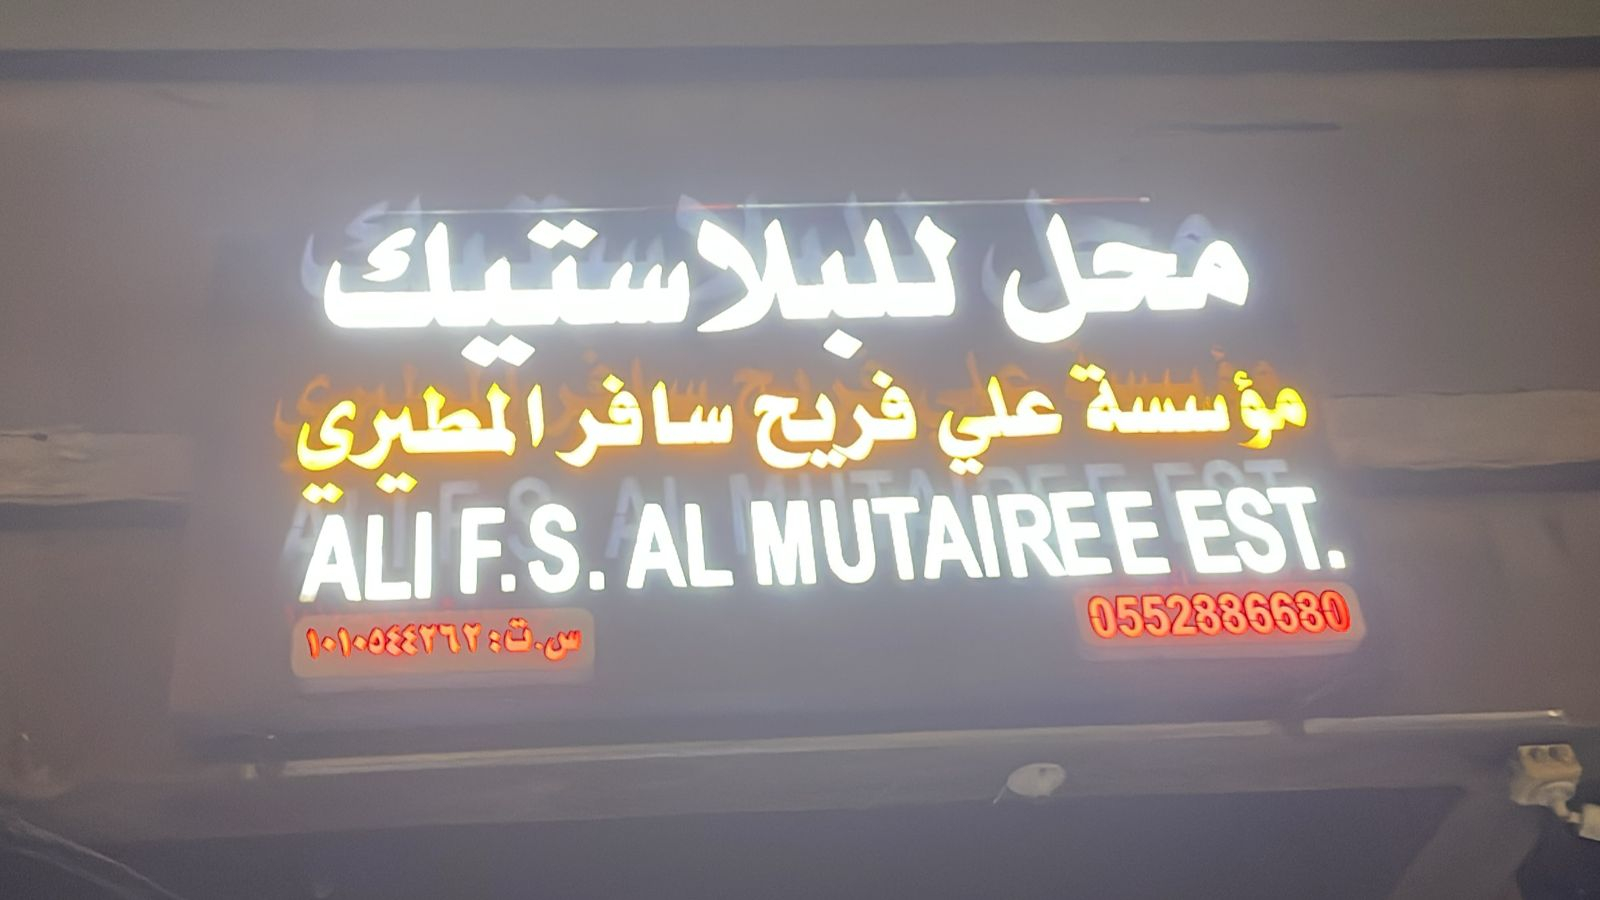 محل للبلاستيك
مؤسسة علي فريح سافر المطيري
ALI F.S. AL MUTAIREE EST.
س.ت: ١٠١٠٥٤٤٢٦٢
0552886680